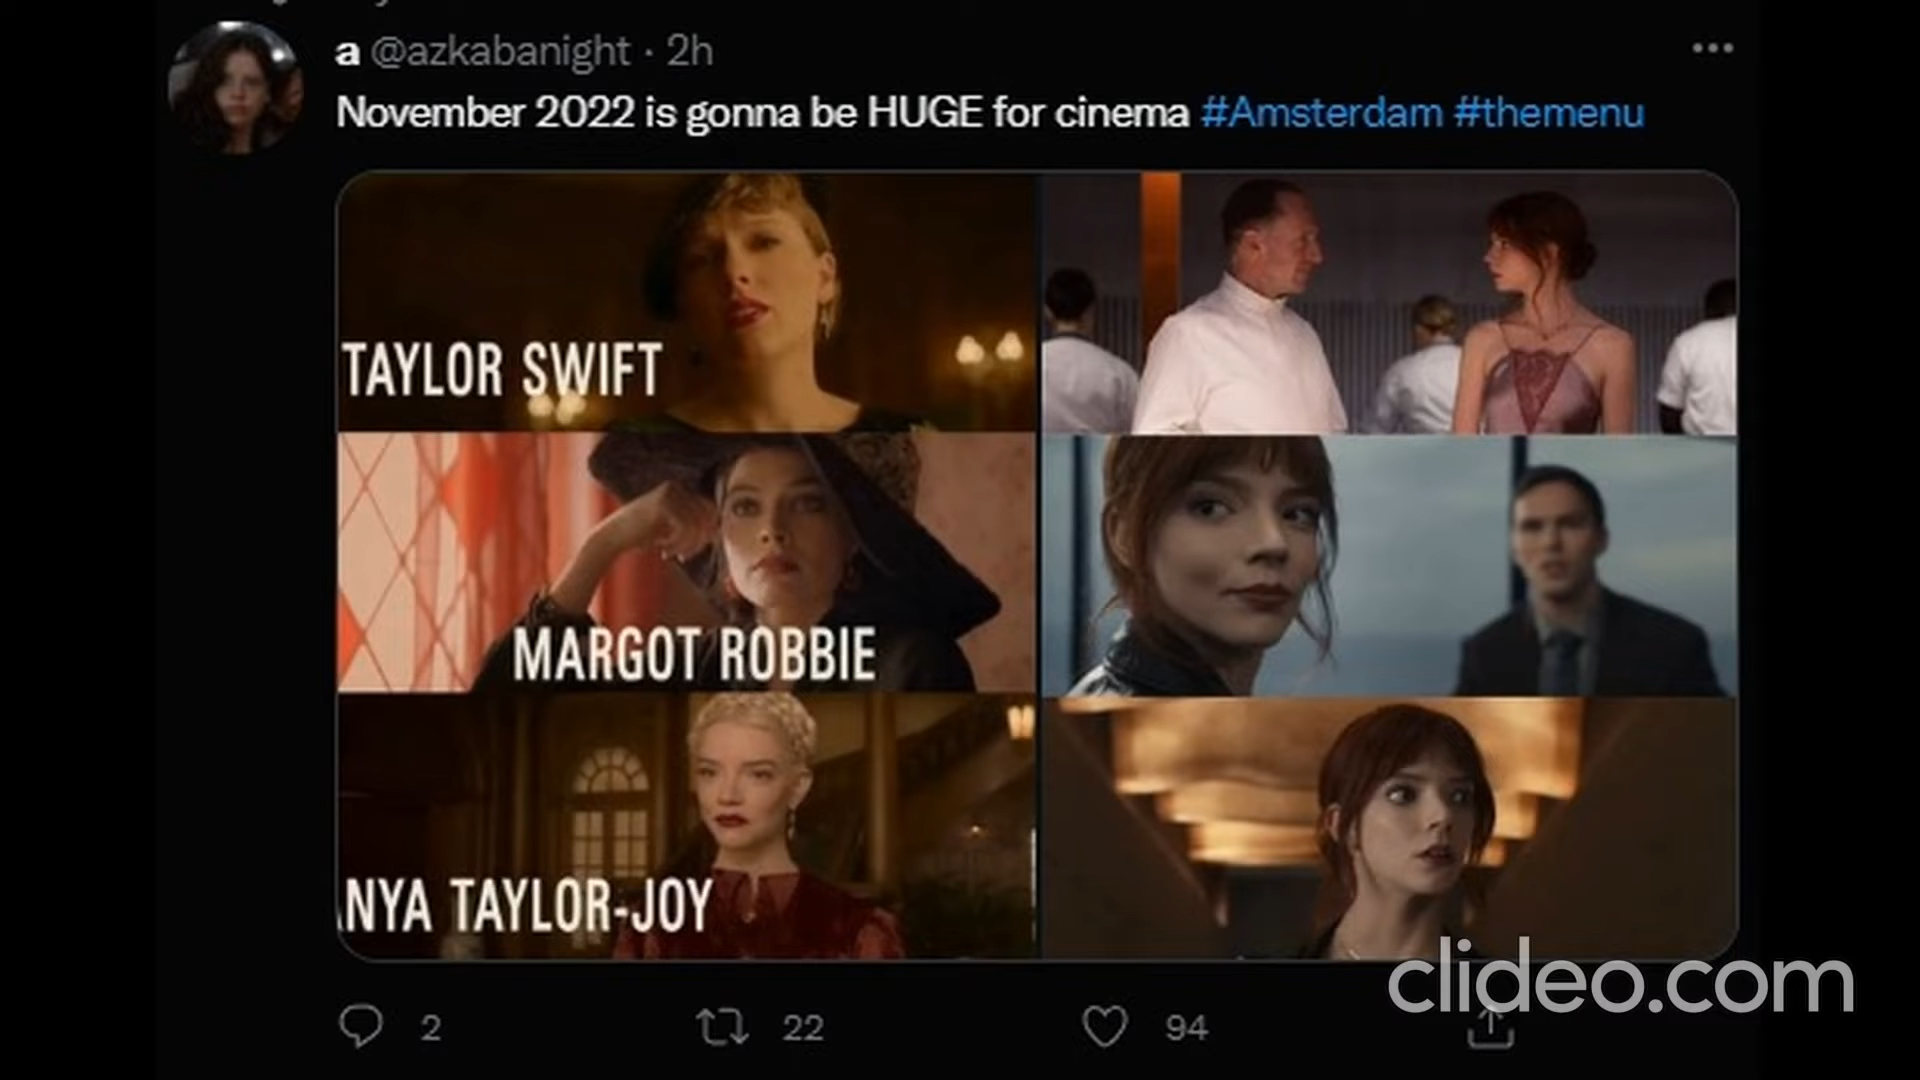 a @azkabanight · 2h
November 2022 is gonna be HUGE for cinema #Amsterdam #themenu
TAYLOR SWIFT
MARGOT ROBBIE
NYA TAYLOR-JOY
clideo.com
2 22 94